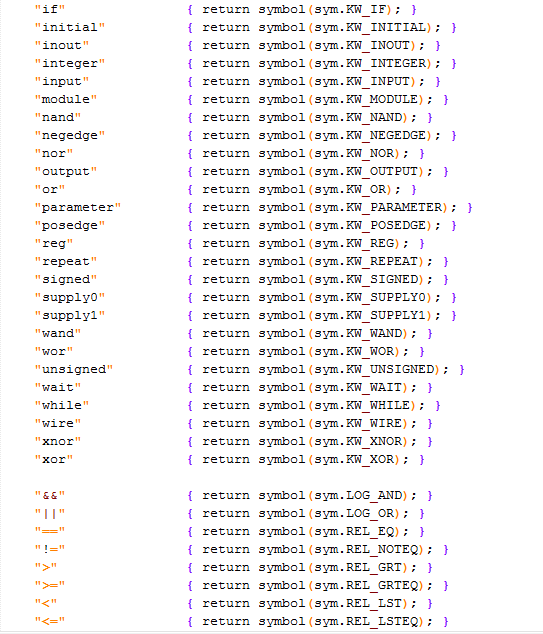 "if" { return symbol(sym.KW_IF); }
"initial" { return symbol(sym.KW_INITIAL); }
"inout" { return symbol(sym.KW_INOUT); }
"integer" { return symbol(sym.KW_INTEGER); }
"input" { return symbol(sym.KW_INPUT); }
"module" { return symbol(sym.KW_MODULE); }
"nand" { return symbol(sym.KW_NAND); }
"negedge" { return symbol(sym.KW_NEGEDGE); }
"nor" { return symbol(sym.KW_NOR); }
"output" { return symbol(sym.KW_OUTPUT); }
"or" { return symbol(sym.KW_OR); }
"parameter" { return symbol(sym.KW_PARAMETER); }
"posedge" { return symbol(sym.KW_POSEDGE); }
"reg" { return symbol(sym.KW_REG); }
"repeat" { return symbol(sym.KW_REPEAT); }
"signed" { return symbol(sym.KW_SIGNED); }
"supply0" { return symbol(sym.KW_SUPPLY0); }
"supply1" { return symbol(sym.KW_SUPPLY1); }
"wand" { return symbol(sym.KW_WAND); }
"wor" { return symbol(sym.KW_WOR); }
"unsigned" { return symbol(sym.KW_UNSIGNED); }
"wait" { return symbol(sym.KW_WAIT); }
"while" { return symbol(sym.KW_WHILE); }
"wire" { return symbol(sym.KW_WIRE); }
"xnor" { return symbol(sym.KW_XNOR); }
"xor" { return symbol(sym.KW_XOR); }
"&&" { return symbol(sym.LOG_AND); }
"||" { return symbol(sym.LOG_OR); }
"==" { return symbol(sym.REL_EQ); }
"!=" { return symbol(sym.REL_NOTEQ); }
">" { return symbol(sym.REL_GRT); }
">=" { return symbol(sym.REL_GRTEQ); }
"<" { return symbol(sym.REL_LST); }
"<=" { return symbol(sym.REL_LSTEQ); }